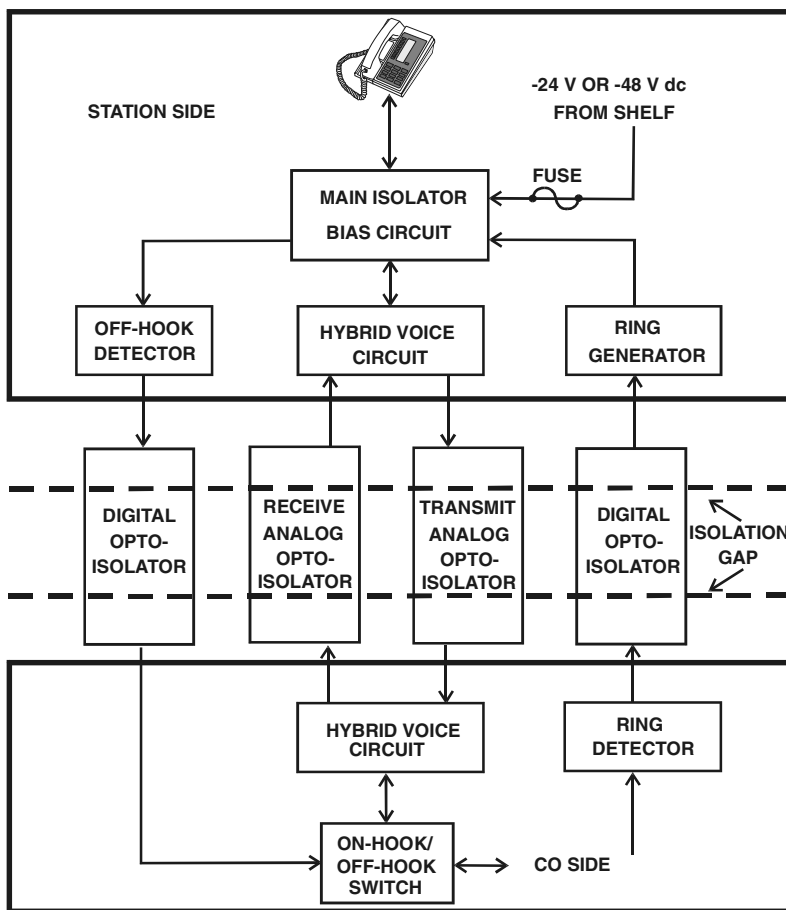 -24 V OR -48 V dc
FROM SHELF
STATION SIDE
FUSE
MAIN ISOLATOR
BIAS CIRCUIT
OFF-HOOK
DETECTOR
HYBRID VOICE
CIRCUIT
RING
GENERATOR
DIGITAL
OPTO-
ISOLATOR
RECEIVE
ANALOG
OPTO-
ISOLATOR
TRANSMIT
ANALOG
OPTO-
ISOLATOR
DIGITAL
OPTO-
ISOLATOR
ISOLATION
GAP
HYBRID VOICE
CIRCUIT
RING
DETECTOR
ON-HOOK/
OFF-HOOK
SWITCH
CO SIDE